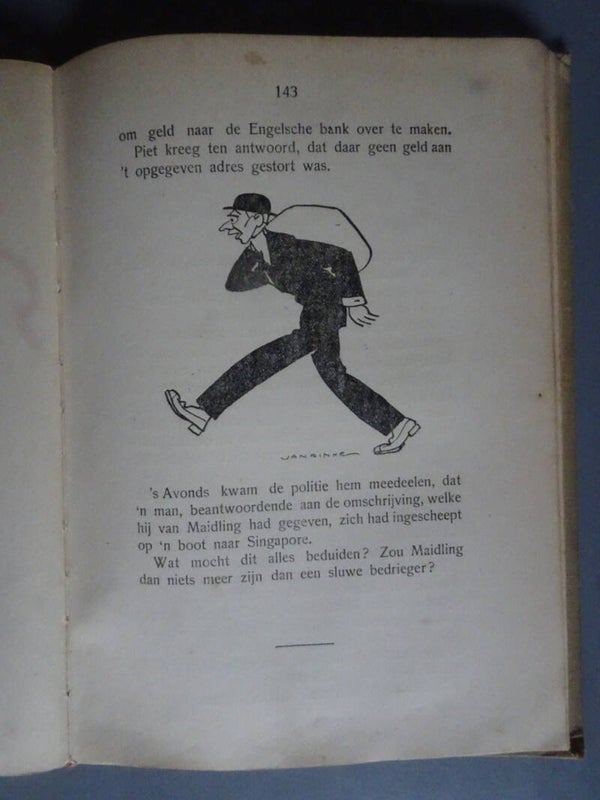 143
om geld naar de Engelsche bank over te maken.
Piet kreeg ten antwoord, dat daar geen geld aan
't opgegeven adres gestort was.
JAN RINKE
's Avonds kwam de politie hem meedeelen, dat
'n man, beantwoordende aan de omschrijving, welke
hij van Maidling had gegeven, zich had ingescheept
op 'n boot naar Singapore.
Wat mocht dit alles beduiden? Zou Maidling
dan niets meer zijn dan een sluwe bedrieger?